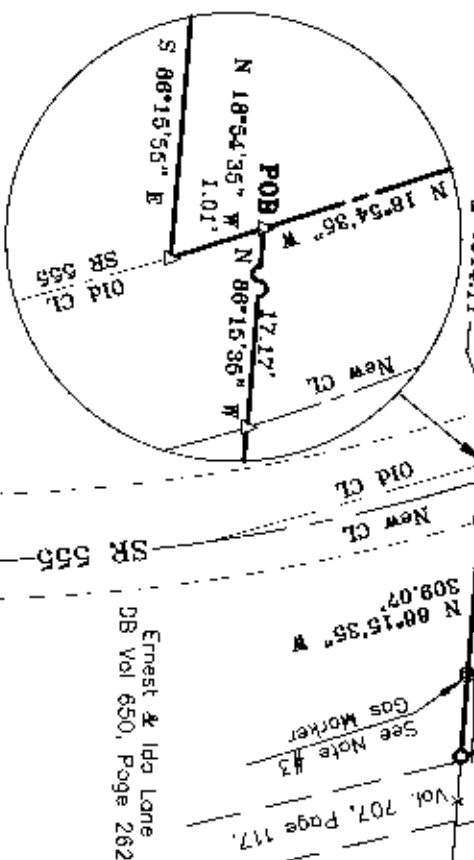 S 86°15'55" E
N 18°54'35" W
1.01'
POB
N 18°54'36" W
17.17'
N 86°15'36" W
Old CL
SR 555
New CL
Old CL
New CL
SR 555
N 86°15'35" W
309.07'
Gas Marker
See Note #3
Vol. 707, Page 117.
Ernest & Ida Lane
DB Vol 650, Page 262